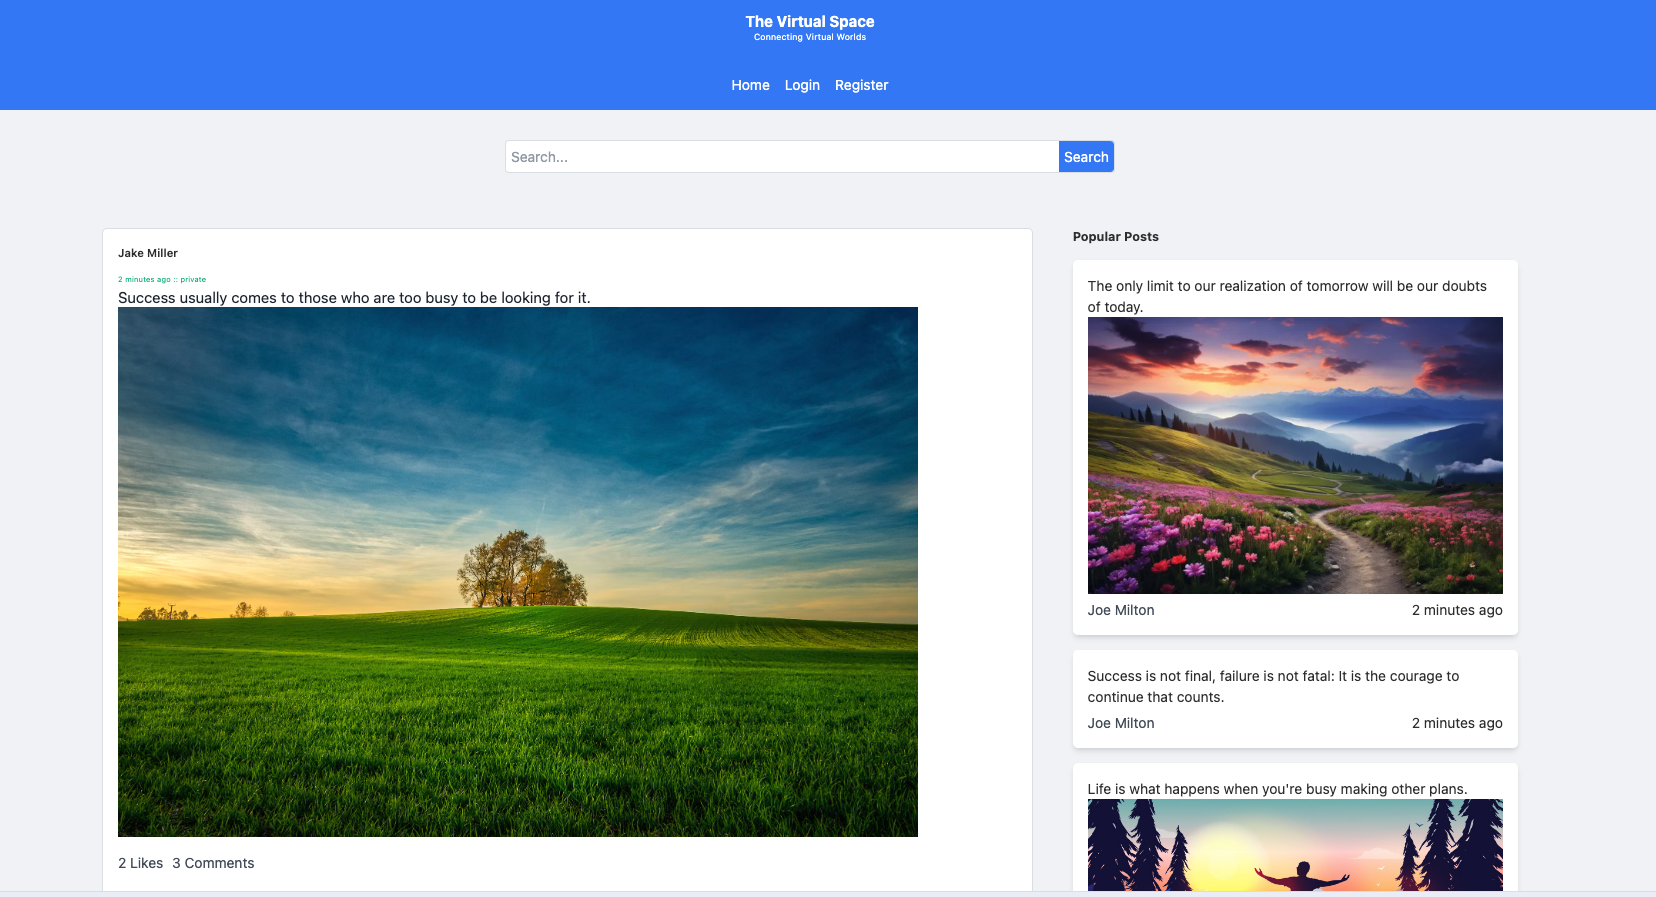 The Virtual Space
Connecting Virtual Worlds
Home Login Register
Search...
Search
Jake Miller
2 minutes ago :: private
Success usually comes to those who are too busy to be looking for it.
2 Likes 3 Comments
Popular Posts
The only limit to our realization of tomorrow will be our doubts
of today.
Joe Milton 2 minutes ago
Success is not final, failure is not fatal: It is the courage to
continue that counts.
Joe Milton 2 minutes ago
Life is what happens when you're busy making other plans.